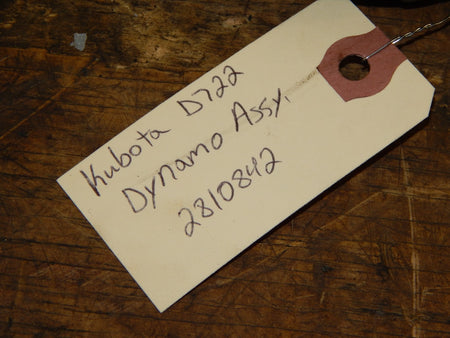 Kubota D722
Dynamo Assy.
2810842